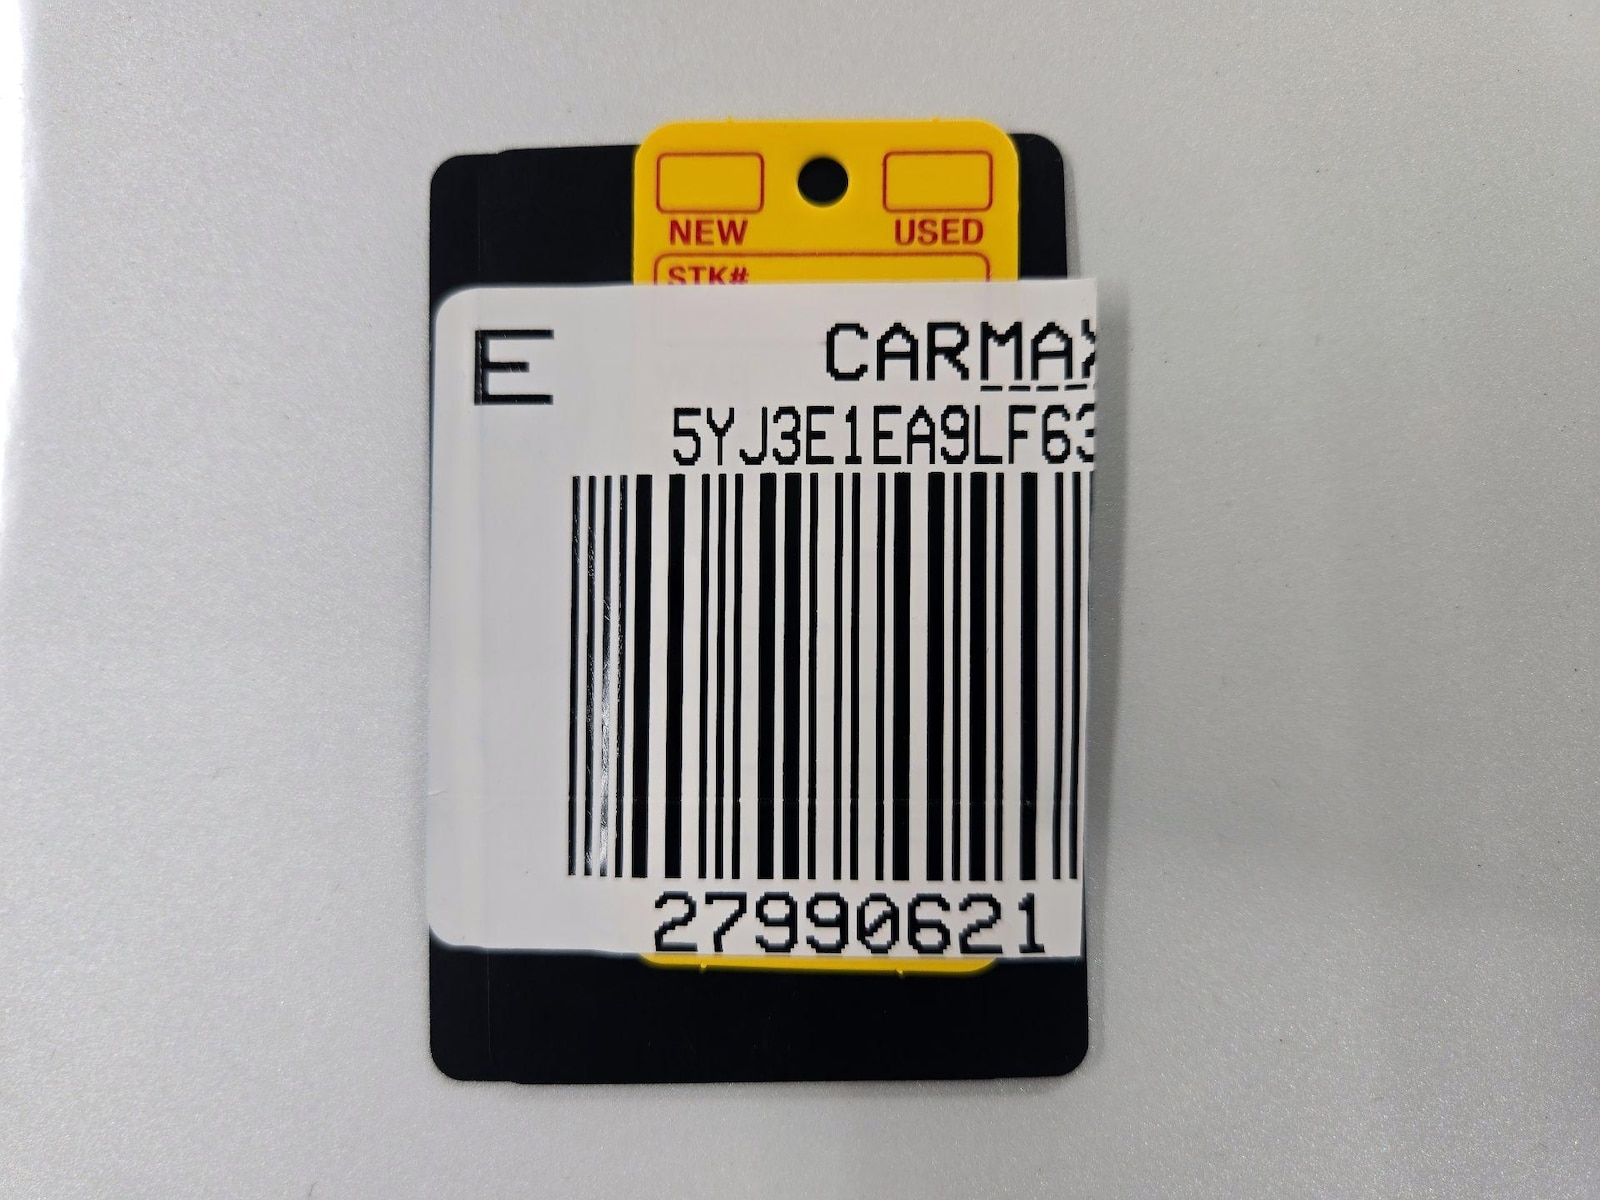 NEW USED
STK#
E CARMAX
5YJ3E1EA9LF63
27990621